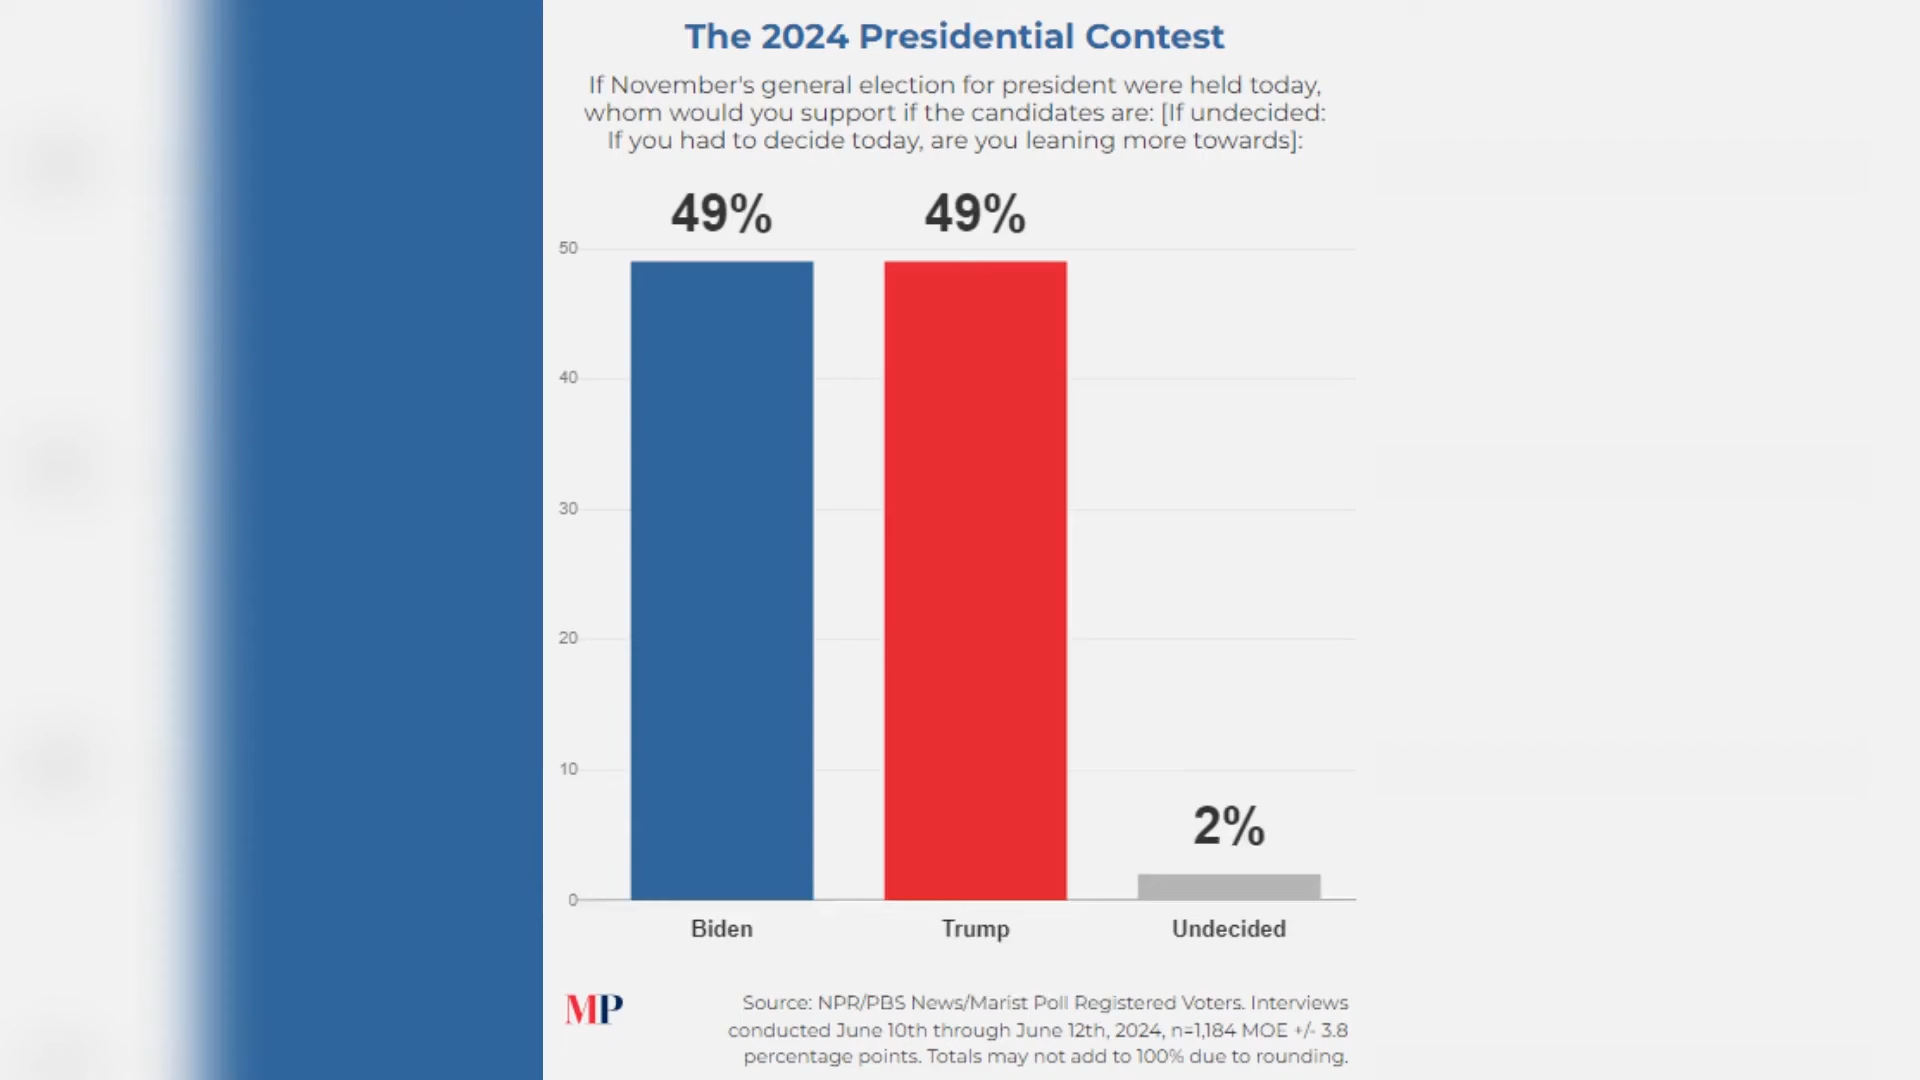 The 2024 Presidential Contest
If November's general election for president were held today,
whom would you support if the candidates are: [If undecided:
If you had to decide today, are you leaning more towards]:
49% 49%
50
40
30
20
10
2%
0
Biden Trump Undecided
MP
Source: NPR/PBS News/Marist Poll Registered Voters. Interviews
conducted June 10th through June 12th, 2024, n=1,184 MOE +/- 3.8
percentage points. Totals may not add to 100% due to rounding.